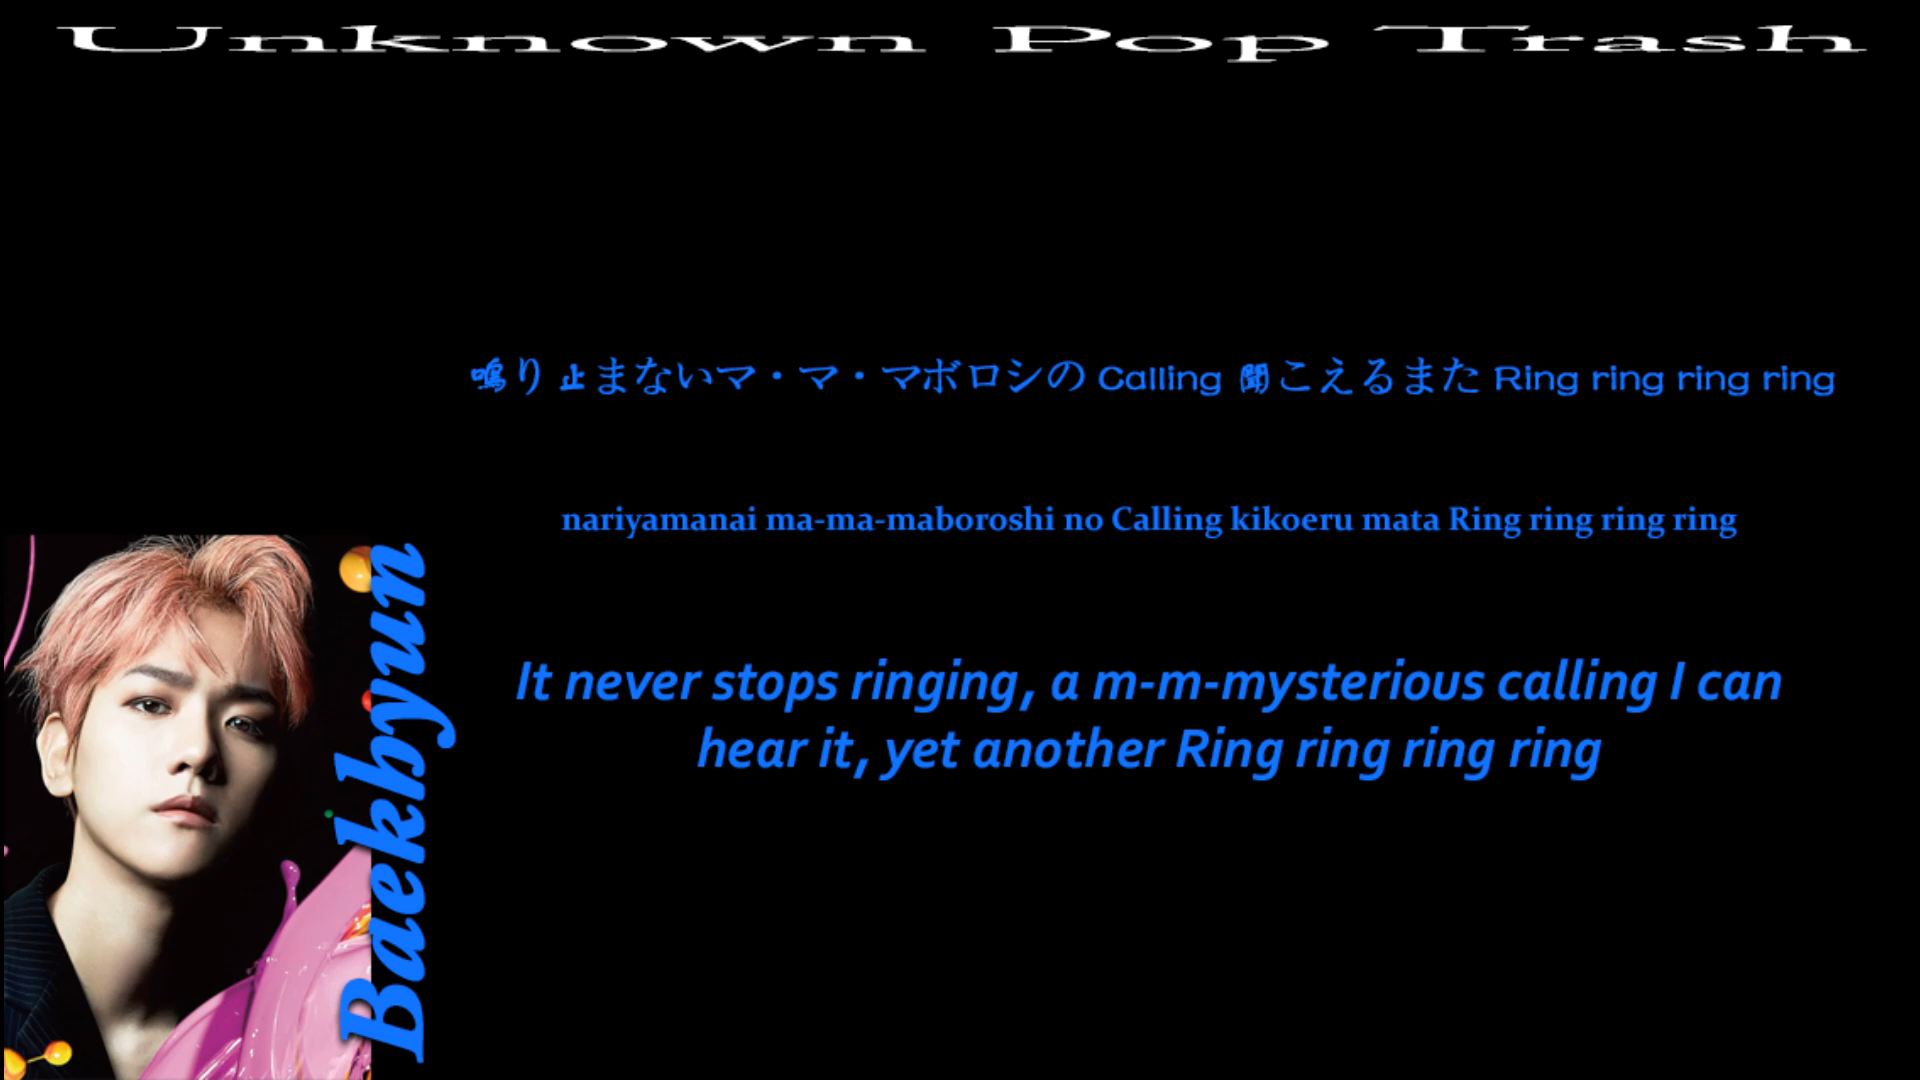 Unknown Pop Trash
鳴り止まないマ・マ・マボロシの Calling 聞こえるまた Ring ring ring ring
nariyamanai ma-ma-maboroshi no Calling kikoeru mata Ring ring ring ring
It never stops ringing, a m-m-mysterious calling I can
hear it, yet another Ring ring ring ring
Baekhyun